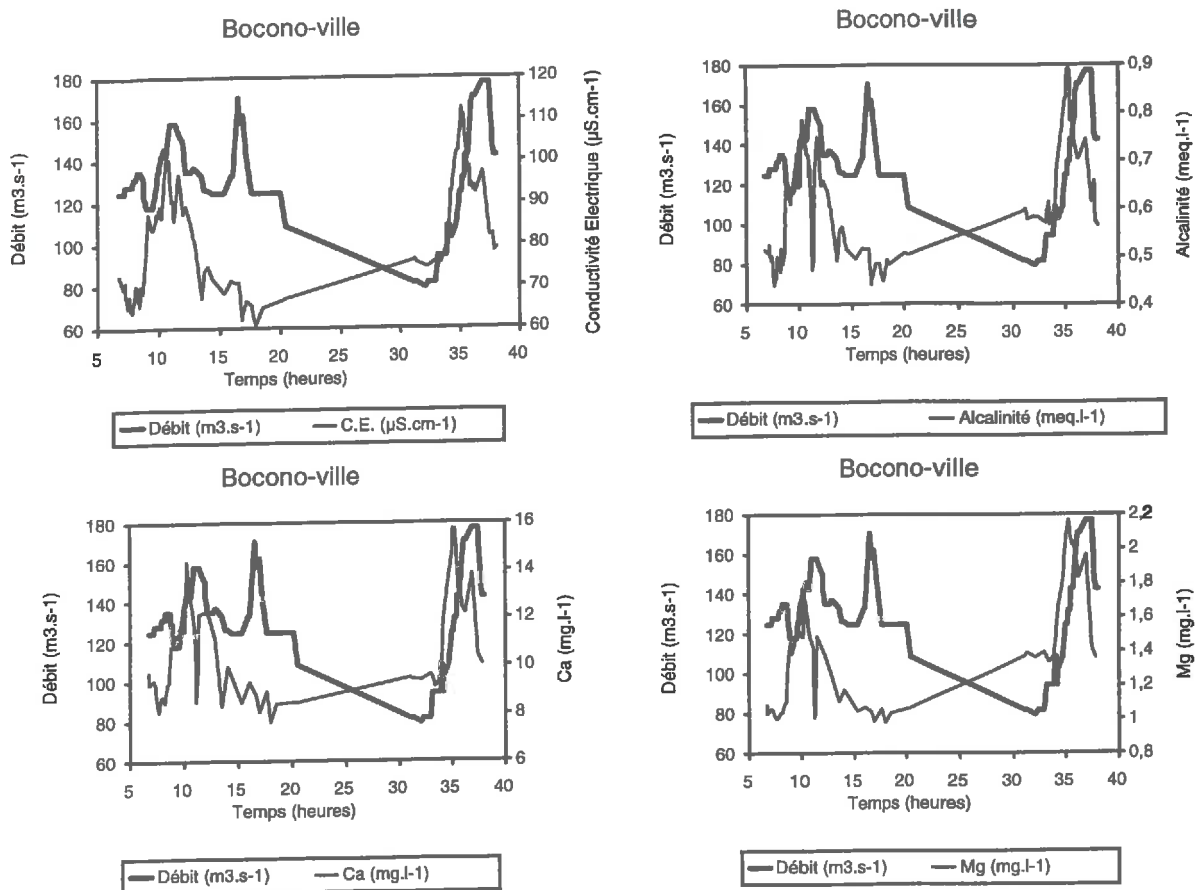 Bocono-ville
Débit (m3.s-1)
180
160
140
120
100
80
60
120
110
100
90
80
70
60
Conductivité Electrique (µS.cm-1)
5 10 15 20 25 30 35 40
Temps (heures)
Débit (m3.s-1) C.E. (µS.cm-1)
Bocono-ville
Débit (m3.s-1)
180
160
140
120
100
80
60
0,9
0,8
0,7
0,6
0,5
0,4
Alcalinité (meq.l-1)
5 10 15 20 25 30 35 40
Temps (heures)
Débit (m3.s-1) Alcalinité (meq.l-1)
Bocono-ville
Débit (m3.s-1)
180
160
140
120
100
80
60
16
14
12
10
8
6
Ca (mg.l-1)
5 10 15 20 25 30 35 40
Temps (heures)
Débit (m3.s-1) Ca (mg.l-1)
Bocono-ville
Débit (m3.s-1)
180
160
140
120
100
80
60
2,2
2
1,8
1,6
1,4
1,2
1
0,8
Mg (mg.l-1)
5 10 15 20 25 30 35 40
Temps (heures)
Débit (m3.s-1) Mg (mg.l-1)